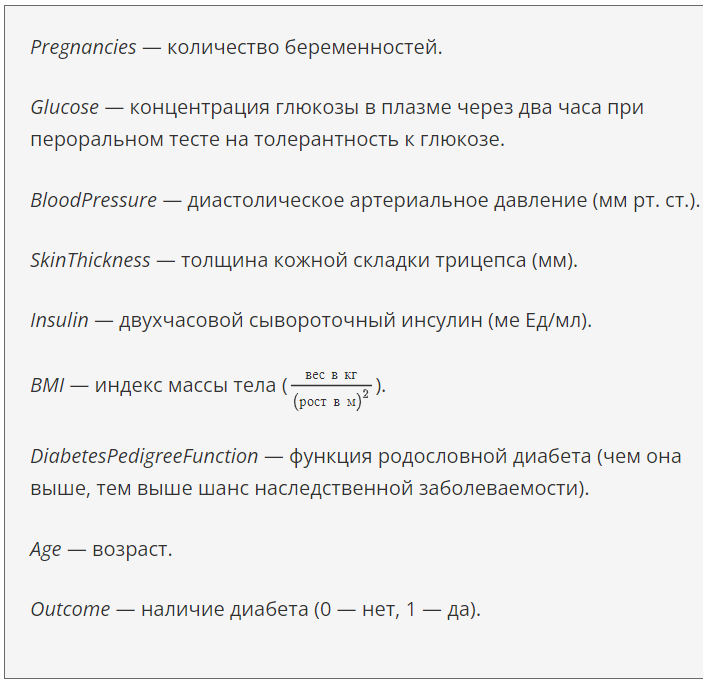 Pregnancies — количество беременностей.
Glucose — концентрация глюкозы в плазме через два часа при
пероральном тесте на толерантность к глюкозе.
BloodPressure — диастолическое артериальное давление (мм рт. ст.).
SkinThickness — толщина кожной складки трицепса (мм).
Insulin — двухчасовой сывороточный инсулин (ме Ед/мл).
BMI — индекс массы тела (вес в кг / (рост в м)²).
DiabetesPedigreeFunction — функция родословной диабета (чем она
выше, тем выше шанс наследственной заболеваемости).
Age — возраст.
Outcome — наличие диабета (0 — нет, 1 — да).